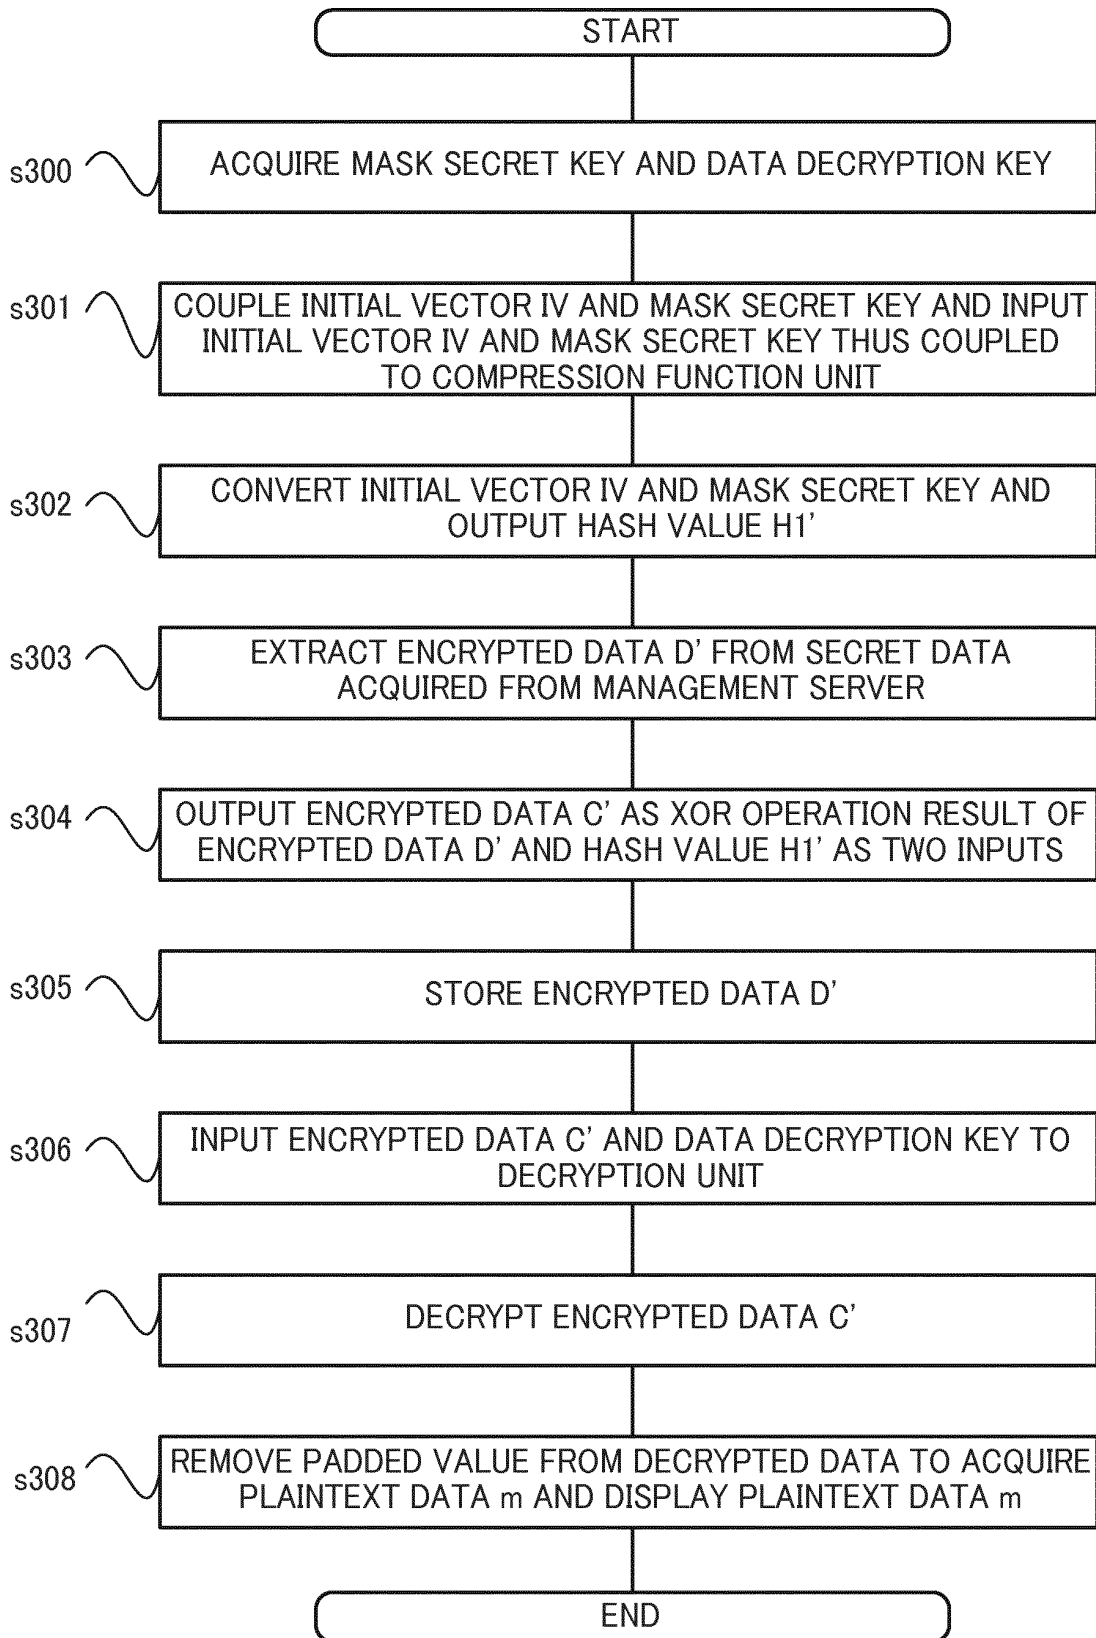 START
s300
ACQUIRE MASK SECRET KEY AND DATA DECRYPTION KEY
s301
COUPLE INITIAL VECTOR IV AND MASK SECRET KEY AND INPUT
INITIAL VECTOR IV AND MASK SECRET KEY THUS COUPLED
TO COMPRESSION FUNCTION UNIT
s302
CONVERT INITIAL VECTOR IV AND MASK SECRET KEY AND
OUTPUT HASH VALUE H1'
s303
EXTRACT ENCRYPTED DATA D' FROM SECRET DATA
ACQUIRED FROM MANAGEMENT SERVER
s304
OUTPUT ENCRYPTED DATA C' AS XOR OPERATION RESULT OF
ENCRYPTED DATA D' AND HASH VALUE H1' AS TWO INPUTS
s305
STORE ENCRYPTED DATA D'
s306
INPUT ENCRYPTED DATA C' AND DATA DECRYPTION KEY TO
DECRYPTION UNIT
s307
DECRYPT ENCRYPTED DATA C'
s308
REMOVE PADDED VALUE FROM DECRYPTED DATA TO ACQUIRE
PLAINTEXT DATA m AND DISPLAY PLAINTEXT DATA m
END